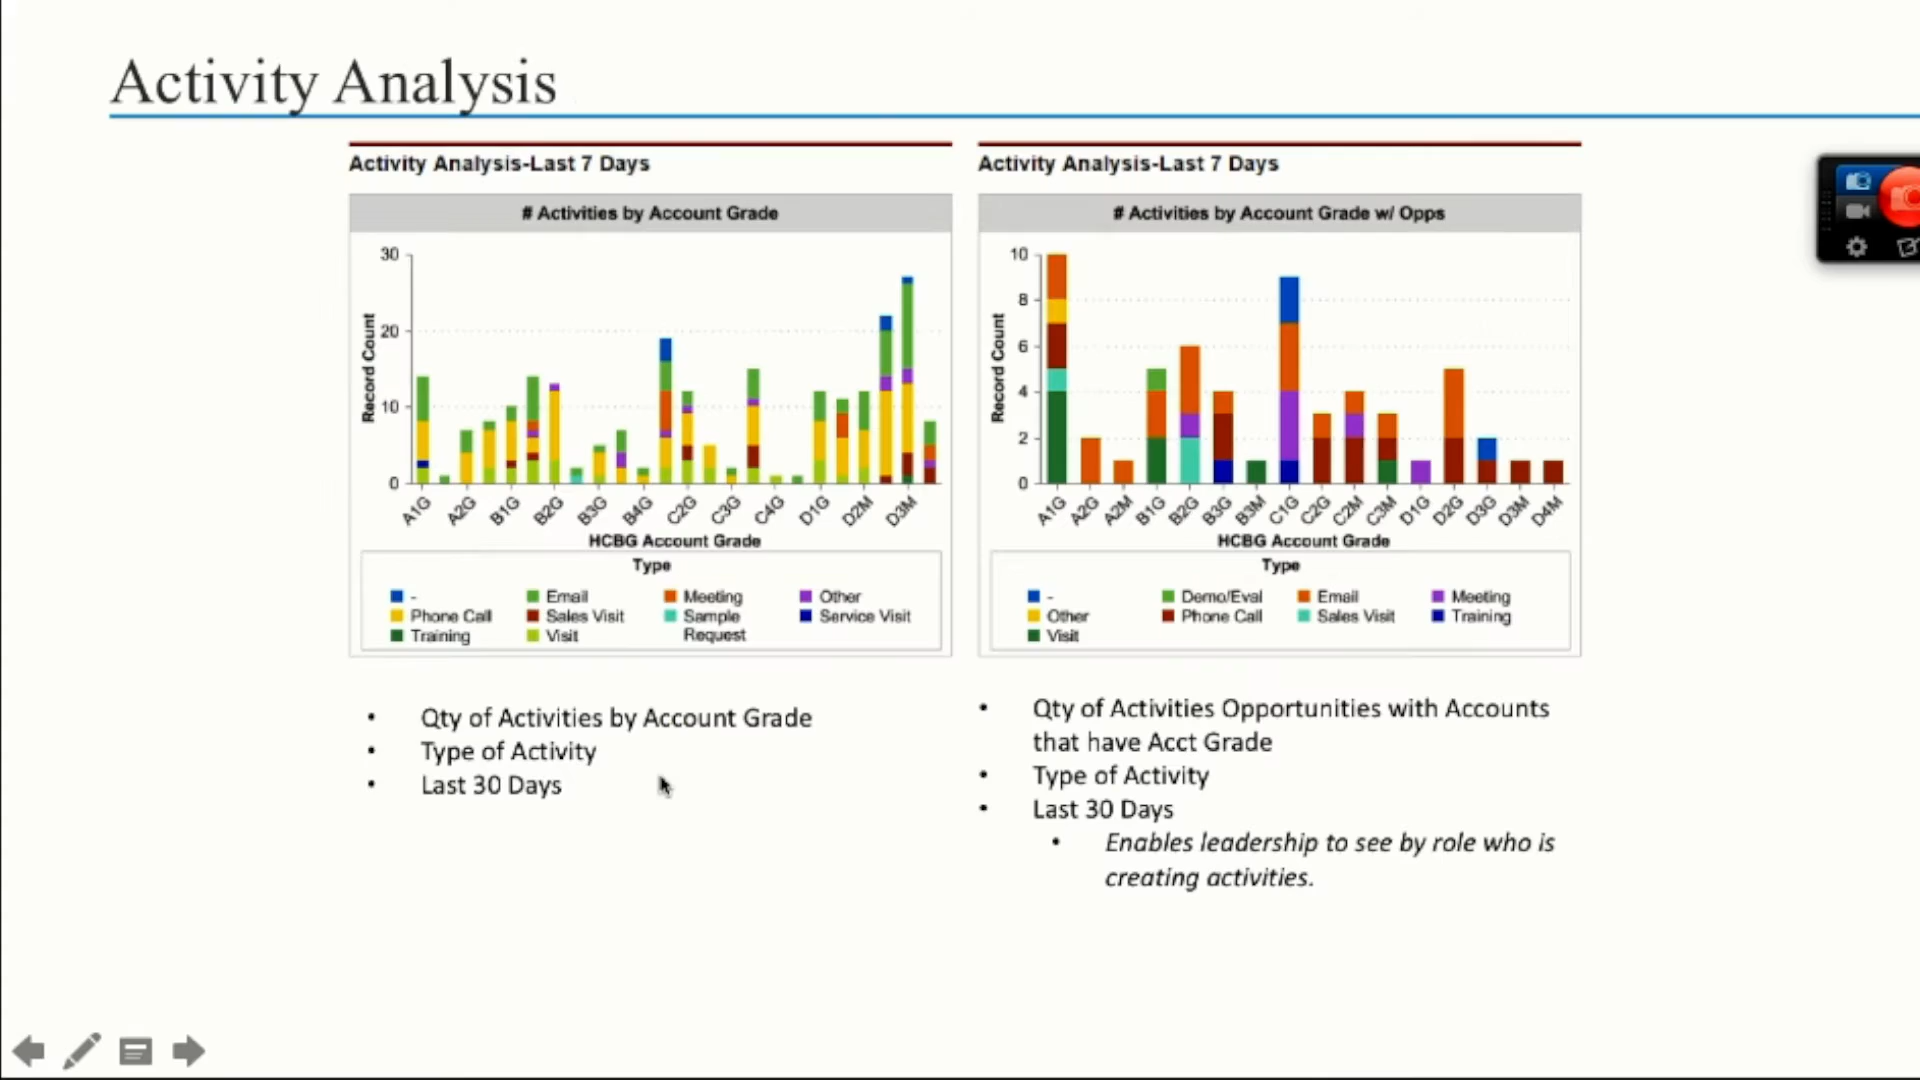 Activity Analysis
Activity Analysis-Last 7 Days
# Activities by Account Grade
30
20
10
0
Record Count
A1G
A2G
B1G
B2G
B3G
B4G
C2G
C3G
C4G
D1G
D2M
D3M
HCBG Account Grade
Type
-
Email
Meeting
Other
Phone Call
Sales Visit
Sample
Request
Service Visit
Training
Visit
• Qty of Activities by Account Grade
• Type of Activity
• Last 30 Days
Activity Analysis-Last 7 Days
# Activities by Account Grade w/ Opps
10
8
6
4
2
0
Record Count
A1G
A2G
A2M
B1G
B2G
B3G
B3M
C1G
C2G
C2M
C3M
D1G
D2G
D3G
D3M
D4M
HCBG Account Grade
Type
-
Demo/Eval
Email
Meeting
Other
Phone Call
Sales Visit
Training
Visit
• Qty of Activities Opportunities with Accounts
that have Acct Grade
• Type of Activity
• Last 30 Days
• Enables leadership to see by role who is
creating activities.